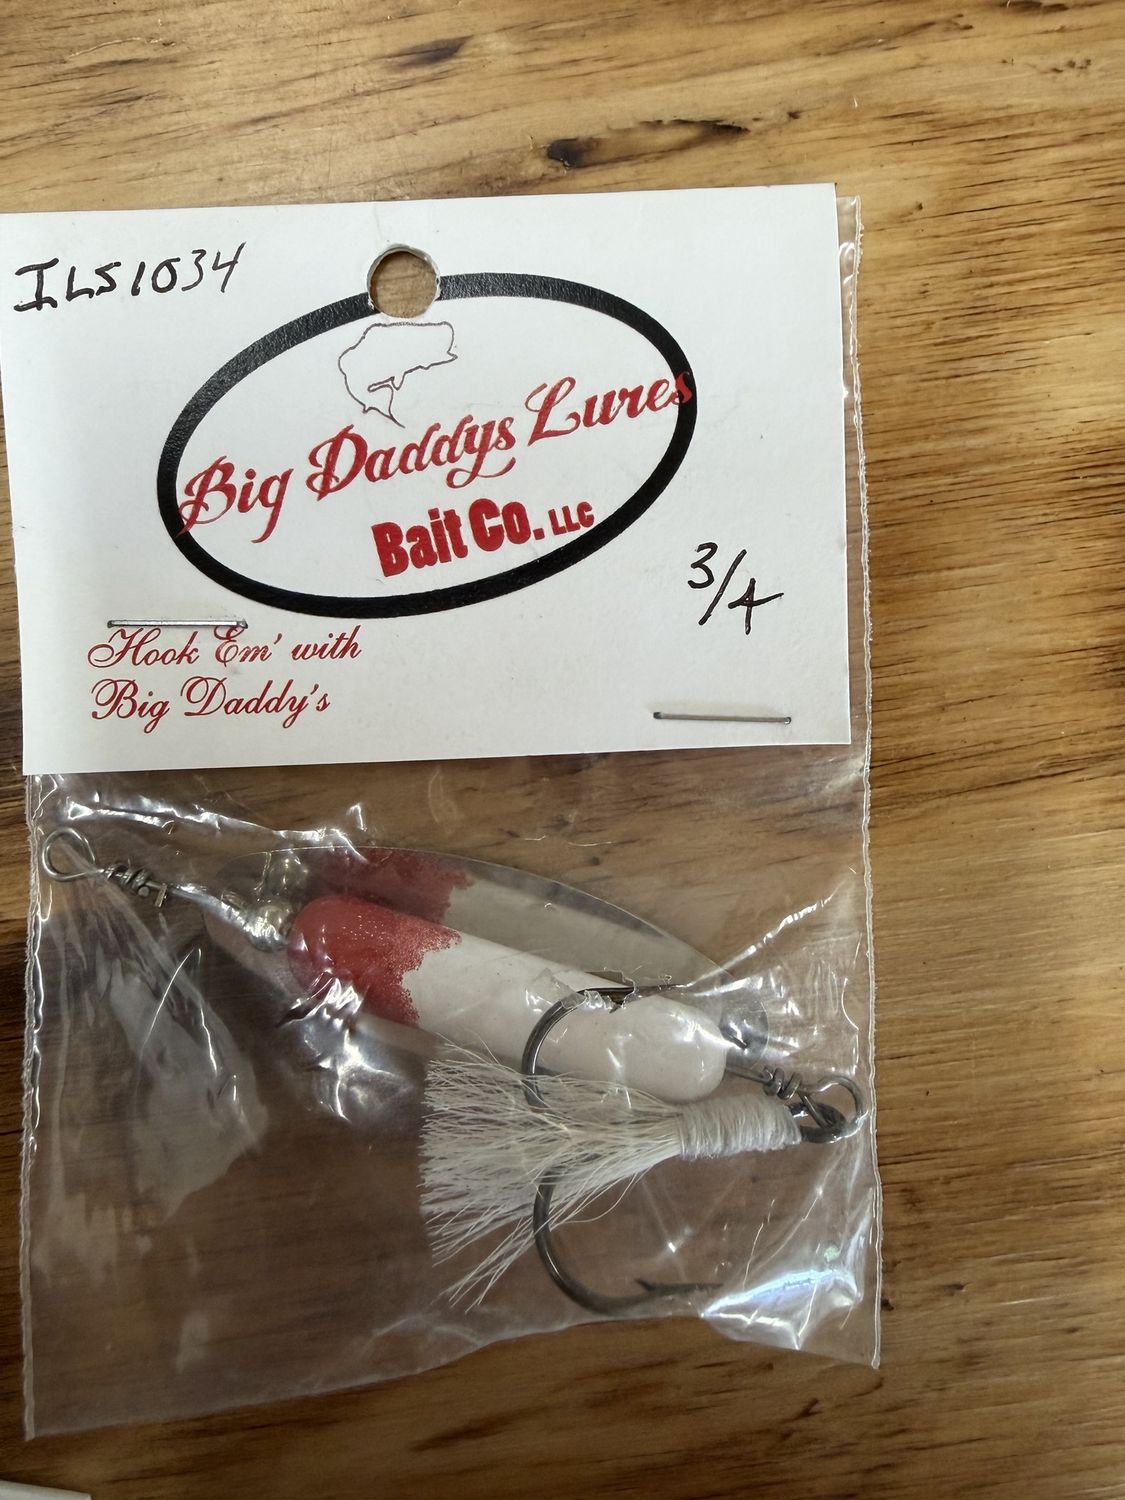 ILS1034
Big Daddys Lures
Bait Co. LLC
3/4
Hook Em' with
Big Daddy's